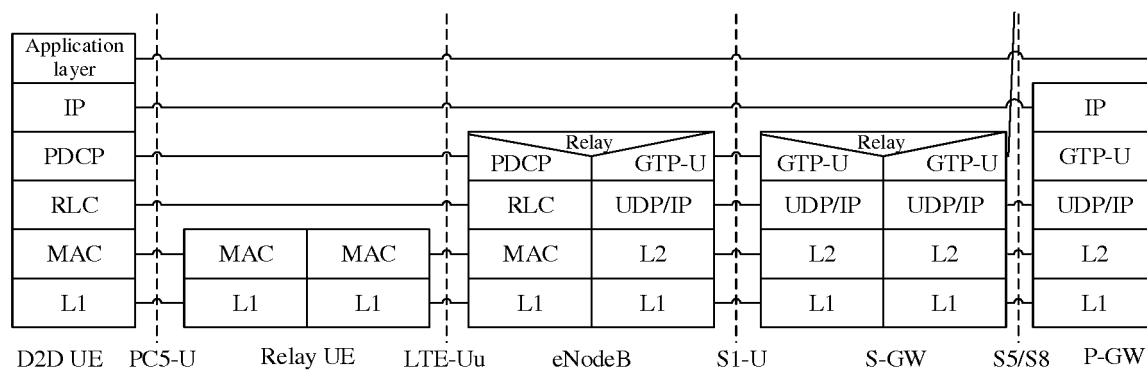 Application
layer
IP
IP
PDCP
Relay
PDCP
GTP-U
Relay
GTP-U
GTP-U
GTP-U
RLC
RLC
UDP/IP
UDP/IP
UDP/IP
UDP/IP
MAC
MAC
MAC
MAC
L2
L2
L2
L2
L1
L1
L1
L1
L1
L1
L1
L1
D2D UE
PC5-U
Relay UE
LTE-Uu
eNodeB
S1-U
S-GW
S5/S8
P-GW